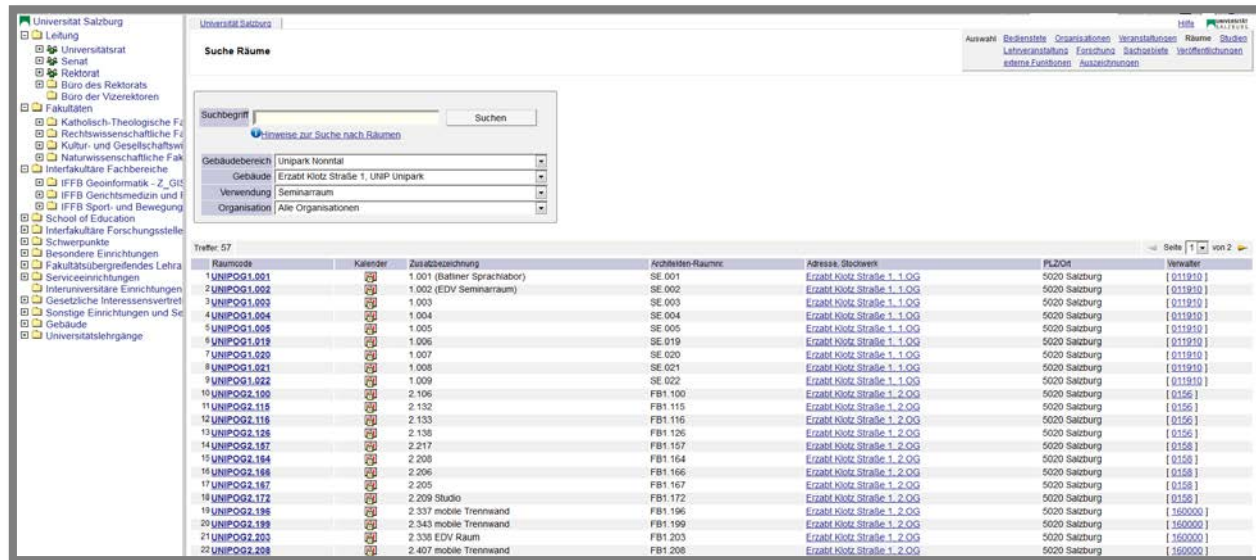 Universität Salzburg
Leitung
Universitätsrat
Senat
Rektorat
Büro des Rektorats
Büro der Vizerektoren
Fakultäten
Katholisch-Theologische Fa
Rechtswissenschaftliche Fa
Kultur- und Gesellschaftswi
Naturwissenschaftliche Fak
Interfakultäre Fachbereiche
IFFB Geoinformatik - Z_GIS
IFFB Gerichtsmedizin und F
IFFB Sport- und Bewegung
School of Education
Interfakultäre Forschungsstelle
Schwerpunkte
Besondere Einrichtungen
Fakultätsübergreifendes Lehra
Serviceeinrichtungen
Interuniversitäre Einrichtungen
Gesetzliche Interessensvertret
Sonstige Einrichtungen und Se
Gebäude
Universitätslehrgänge
Universität Salzburg
Hilfe UNIVERSITÄT SALZBURG
Suche Räume
Auswahl Bedienstete Organisationen Veranstaltungen Räume Studien
Lehrveranstaltung Forschung Sachgebiete Veröffentlichungen
externe Funktionen Auszeichnungen
Suchbegriff Suchen
Hinweise zur Suche nach Räumen
Gebäudebereich Unipark Nonntal
Gebäude Erzabt Klotz Straße 1, UNIP Unipark
Verwendung Seminarraum
Organisation Alle Organisationen
Treffer: 57 Seite 1 von 2
Raumcode Kalender Zusatzbezeichnung Architekten-Raumnr. Adresse, Stockwerk PLZ/Ort Verwalter
1 UNIPOG1.001 1.001 (Batliner Sprachlabor) SE.001 Erzabt Klotz Straße 1, 1.OG 5020 Salzburg [ 011910 ]
2 UNIPOG1.002 1.002 (EDV Seminarraum) SE.002 Erzabt Klotz Straße 1, 1.OG 5020 Salzburg [ 011910 ]
3 UNIPOG1.003 1.003 SE.003 Erzabt Klotz Straße 1, 1.OG 5020 Salzburg [ 011910 ]
4 UNIPOG1.004 1.004 SE.004 Erzabt Klotz Straße 1, 1.OG 5020 Salzburg [ 011910 ]
5 UNIPOG1.005 1.005 SE.005 Erzabt Klotz Straße 1, 1.OG 5020 Salzburg [ 011910 ]
6 UNIPOG1.019 1.006 SE.019 Erzabt Klotz Straße 1, 1.OG 5020 Salzburg [ 011910 ]
7 UNIPOG1.020 1.007 SE.020 Erzabt Klotz Straße 1, 1.OG 5020 Salzburg [ 011910 ]
8 UNIPOG1.021 1.008 SE.021 Erzabt Klotz Straße 1, 1.OG 5020 Salzburg [ 011910 ]
9 UNIPOG1.022 1.009 SE.022 Erzabt Klotz Straße 1, 1.OG 5020 Salzburg [ 011910 ]
10 UNIPOG2.100 2.106 FB1.100 Erzabt Klotz Straße 1, 2.OG 5020 Salzburg [ 0156 ]
11 UNIPOG2.115 2.132 FB1.115 Erzabt Klotz Straße 1, 2.OG 5020 Salzburg [ 0156 ]
12 UNIPOG2.116 2.133 FB1.116 Erzabt Klotz Straße 1, 2.OG 5020 Salzburg [ 0156 ]
13 UNIPOG2.126 2.138 FB1.126 Erzabt Klotz Straße 1, 2.OG 5020 Salzburg [ 0156 ]
14 UNIPOG2.157 2.217 FB1.157 Erzabt Klotz Straße 1, 2.OG 5020 Salzburg [ 0158 ]
15 UNIPOG2.164 2.208 FB1.164 Erzabt Klotz Straße 1, 2.OG 5020 Salzburg [ 0158 ]
16 UNIPOG2.166 2.206 FB1.166 Erzabt Klotz Straße 1, 2.OG 5020 Salzburg [ 0158 ]
17 UNIPOG2.167 2.205 FB1.167 Erzabt Klotz Straße 1, 2.OG 5020 Salzburg [ 0158 ]
18 UNIPOG2.172 2.209 Studio FB1.172 Erzabt Klotz Straße 1, 2.OG 5020 Salzburg [ 0158 ]
19 UNIPOG2.196 2.337 mobile Trennwand FB1.196 Erzabt Klotz Straße 1, 2.OG 5020 Salzburg [ 160000 ]
20 UNIPOG2.199 2.343 mobile Trennwand FB1.199 Erzabt Klotz Straße 1, 2.OG 5020 Salzburg [ 160000 ]
21 UNIPOG2.203 2.338 EDV Raum FB1.203 Erzabt Klotz Straße 1, 2.OG 5020 Salzburg [ 160000 ]
22 UNIPOG2.208 2.407 mobile Trennwand FB1.208 Erzabt Klotz Straße 1, 2.OG 5020 Salzburg [ 160000 ]